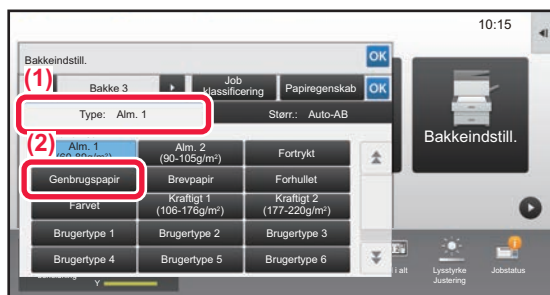 10:15
Bakkeindstill.
OK
(1)
Bakke 3
Job
klassificering
Papiregenskab
OK
Type: Alm. 1
Størr.: Auto-AB
(2)
Alm. 1
Alm. 2
(90-105g/m²)
Fortrykt
Genbrugspapir
Brevpapir
Forhullet
Farvet
Kraftigt 1
(106-176g/m²)
Kraftigt 2
(177-220g/m²)
Brugertype 1
Brugertype 2
Brugertype 3
Brugertype 4
Brugertype 5
Brugertype 6
Bakkeindstill.
i alt
Lysstyrke
Justering
Jobstatus
Y